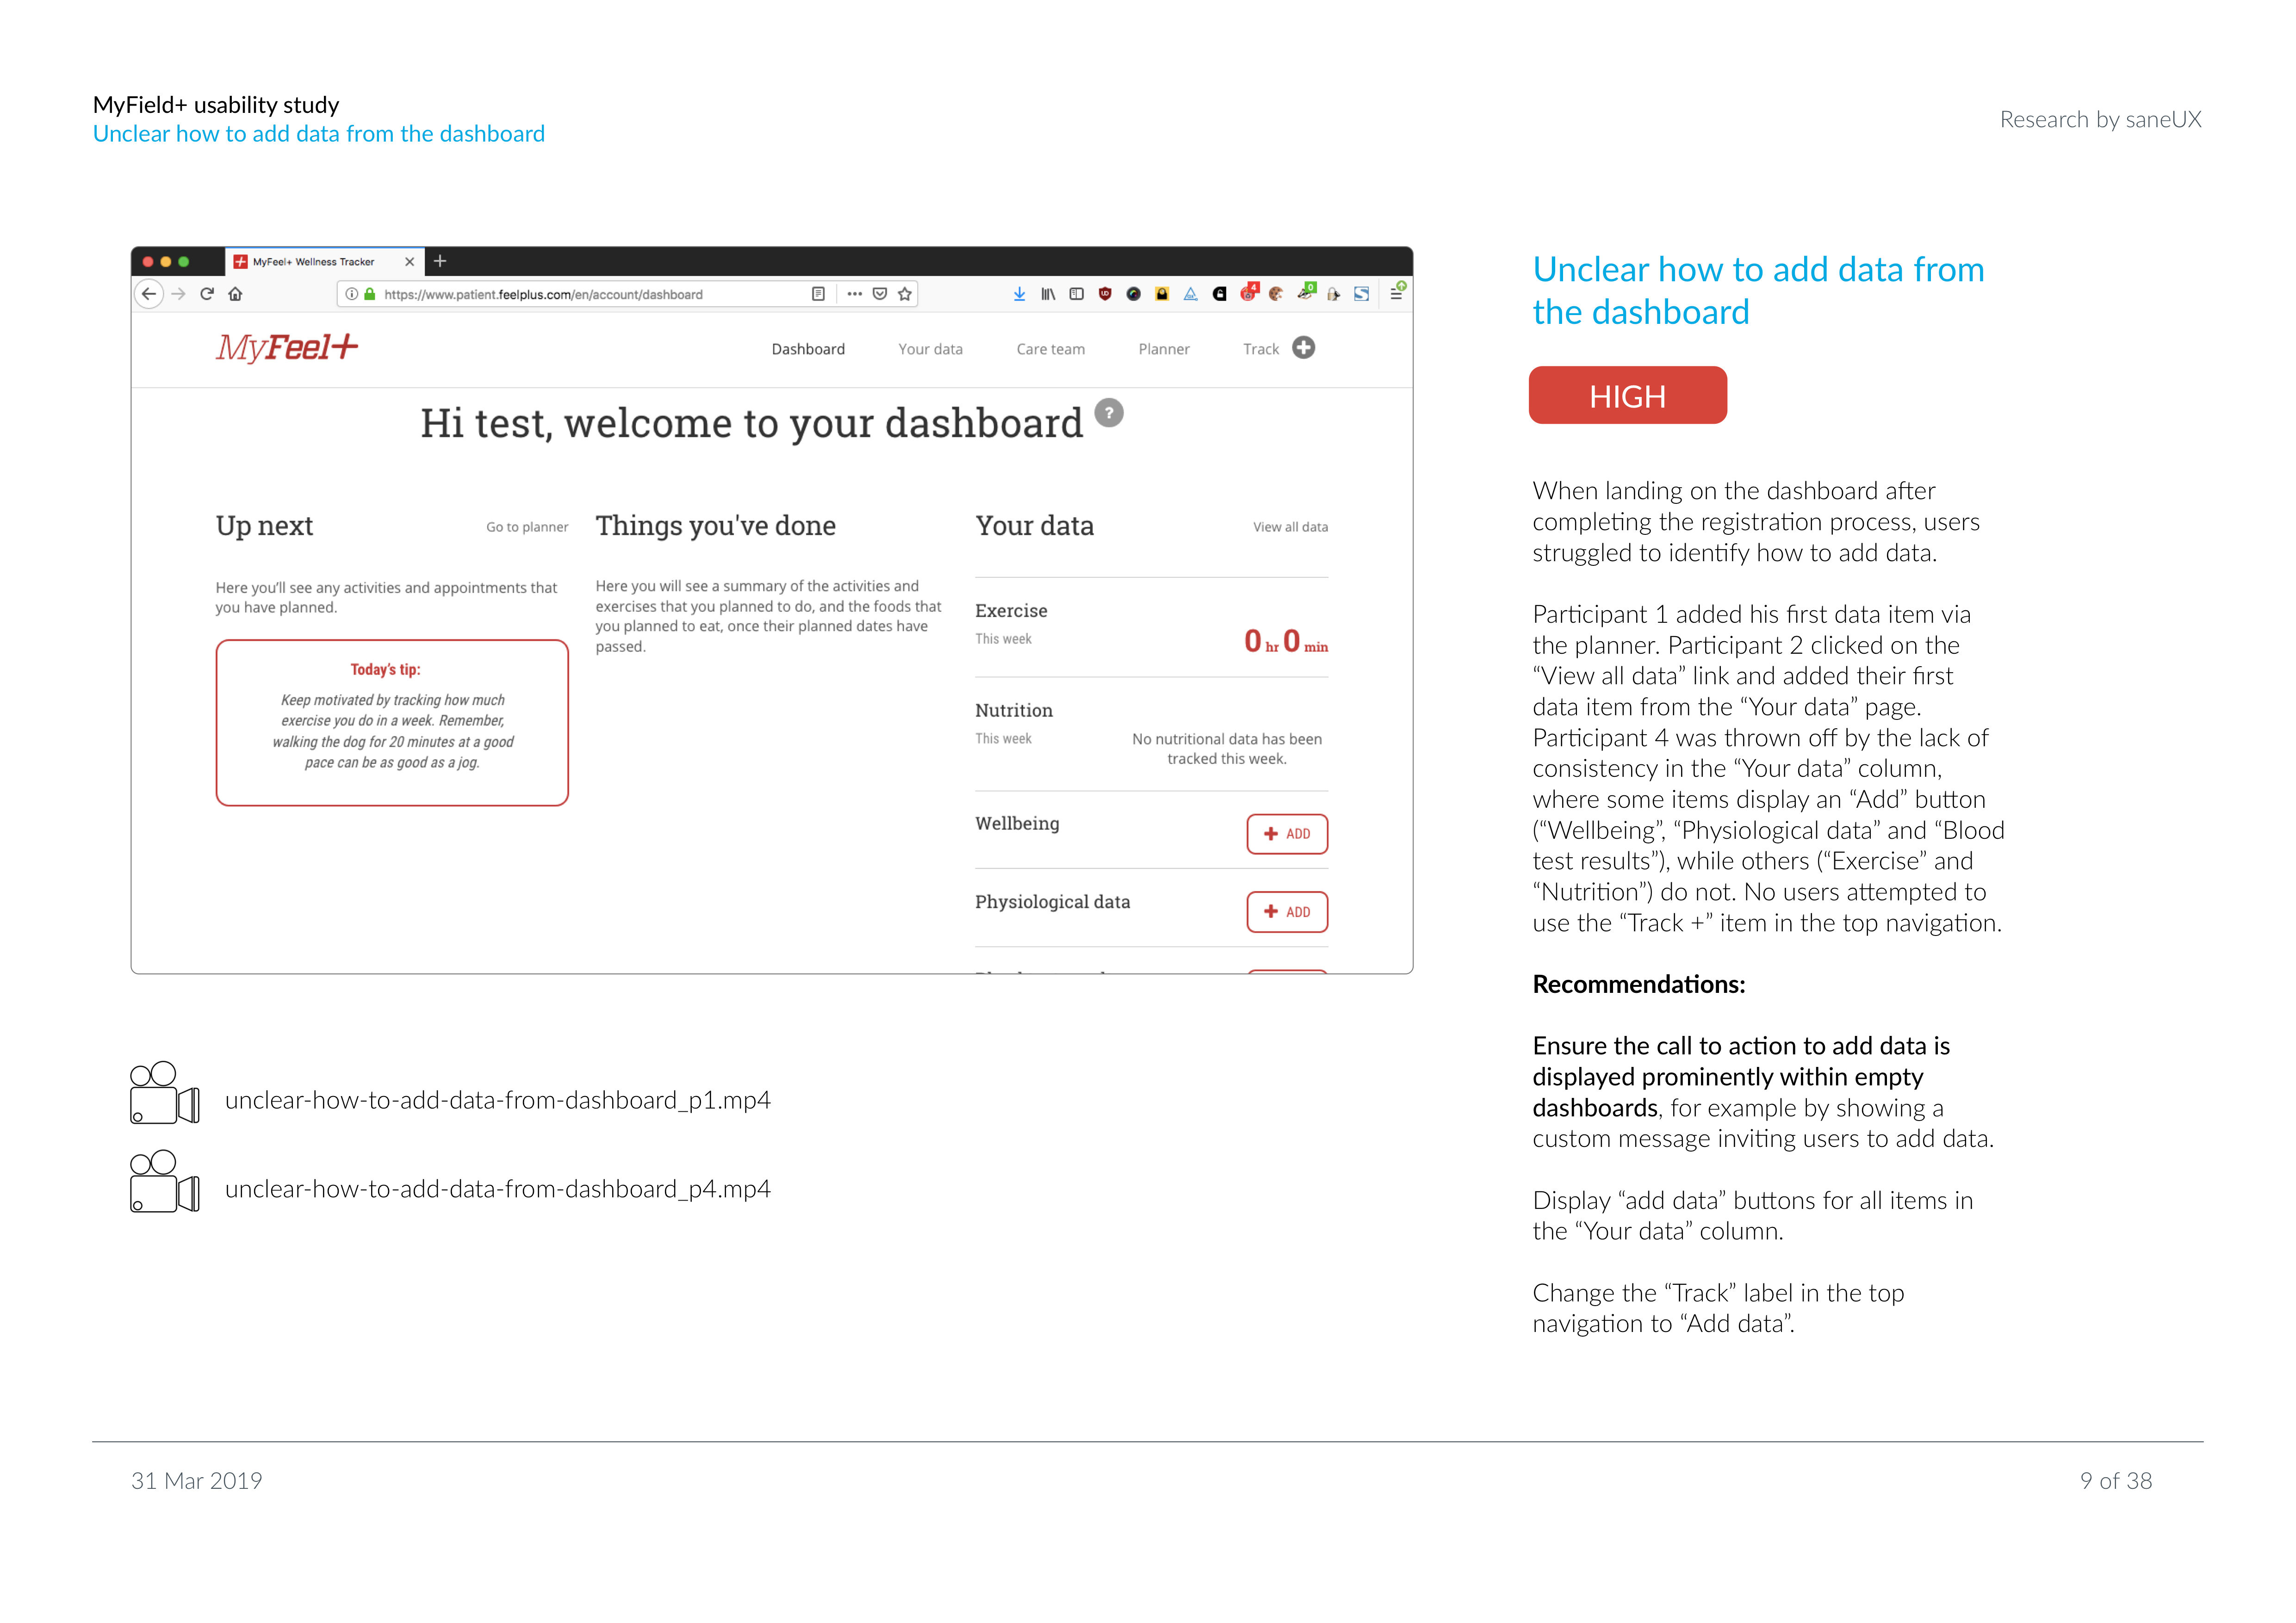 MyField+ usability study
Unclear how to add data from the dashboard
Research by saneUX
MyFeel+ Wellness Tracker
https://www.patient.feelplus.com/en/account/dashboard
4
0
MyFeel+
Dashboard
Your data
Care team
Planner
Track
Hi test, welcome to your dashboard ?
Up next
Go to planner
Here you'll see any activities and appointments that
you have planned.
Today's tip:
Keep motivated by tracking how much
exercise you do in a week. Remember,
walking the dog for 20 minutes at a good
pace can be as good as a jog.
Things you've done
Here you will see a summary of the activities and
exercises that you planned to do, and the foods that
you planned to eat, once their planned dates have
passed.
Your data
View all data
Exercise
This week
0 hr 0 min
Nutrition
This week
No nutritional data has been
tracked this week.
Wellbeing
+ ADD
Physiological data
+ ADD
unclear-how-to-add-data-from-dashboard_p1.mp4
unclear-how-to-add-data-from-dashboard_p4.mp4
Unclear how to add data from
the dashboard
HIGH
When landing on the dashboard after
completing the registration process, users
struggled to identify how to add data.
Participant 1 added his first data item via
the planner. Participant 2 clicked on the
“View all data” link and added their first
data item from the “Your data” page.
Participant 4 was thrown off by the lack of
consistency in the “Your data” column,
where some items display an “Add” button
(“Wellbeing”, “Physiological data” and “Blood
test results”), while others (“Exercise” and
“Nutrition”) do not. No users attempted to
use the “Track +” item in the top navigation.
Recommendations:
Ensure the call to action to add data is
displayed prominently within empty
dashboards, for example by showing a
custom message inviting users to add data.
Display “add data” buttons for all items in
the “Your data” column.
Change the “Track” label in the top
navigation to “Add data”.
31 Mar 2019
9 of 38